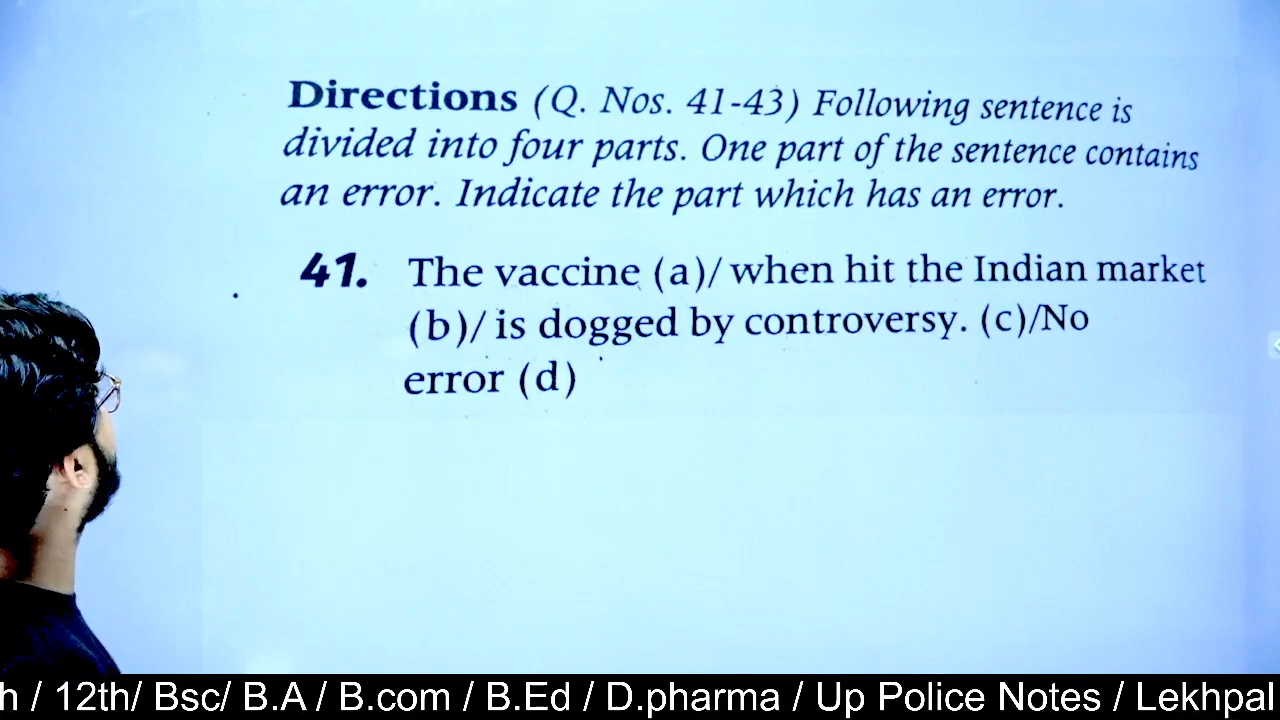 Directions (Q. Nos. 41-43) Following sentence is
divided into four parts. One part of the sentence contains
an error. Indicate the part which has an error.
41. The vaccine (a)/ when hit the Indian market
(b)/ is dogged by controversy. (c)/No
error (d)
h / 12th/ Bsc/ B.A / B.com / B.Ed / D.pharma / Up Police Notes / Lekhpal